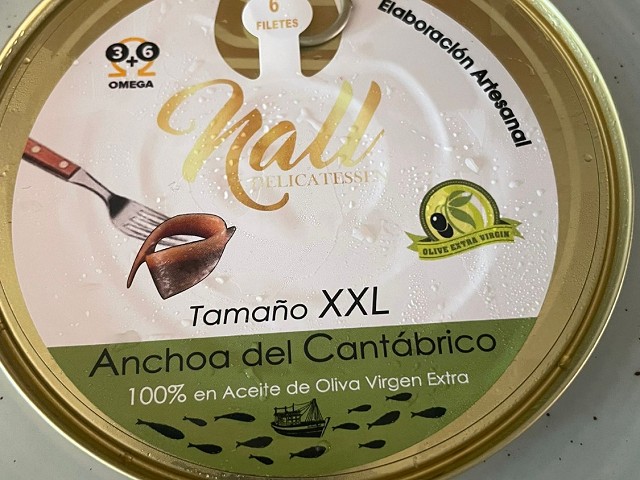 6
FILETES
Elaboración Artesanal
3+6
OMEGA
Nall
DELICATESSEN
OLIVE EXTRA VIRGIN
Tamaño XXL
Anchoa del Cantábrico
100% en Aceite de Oliva Virgen Extra